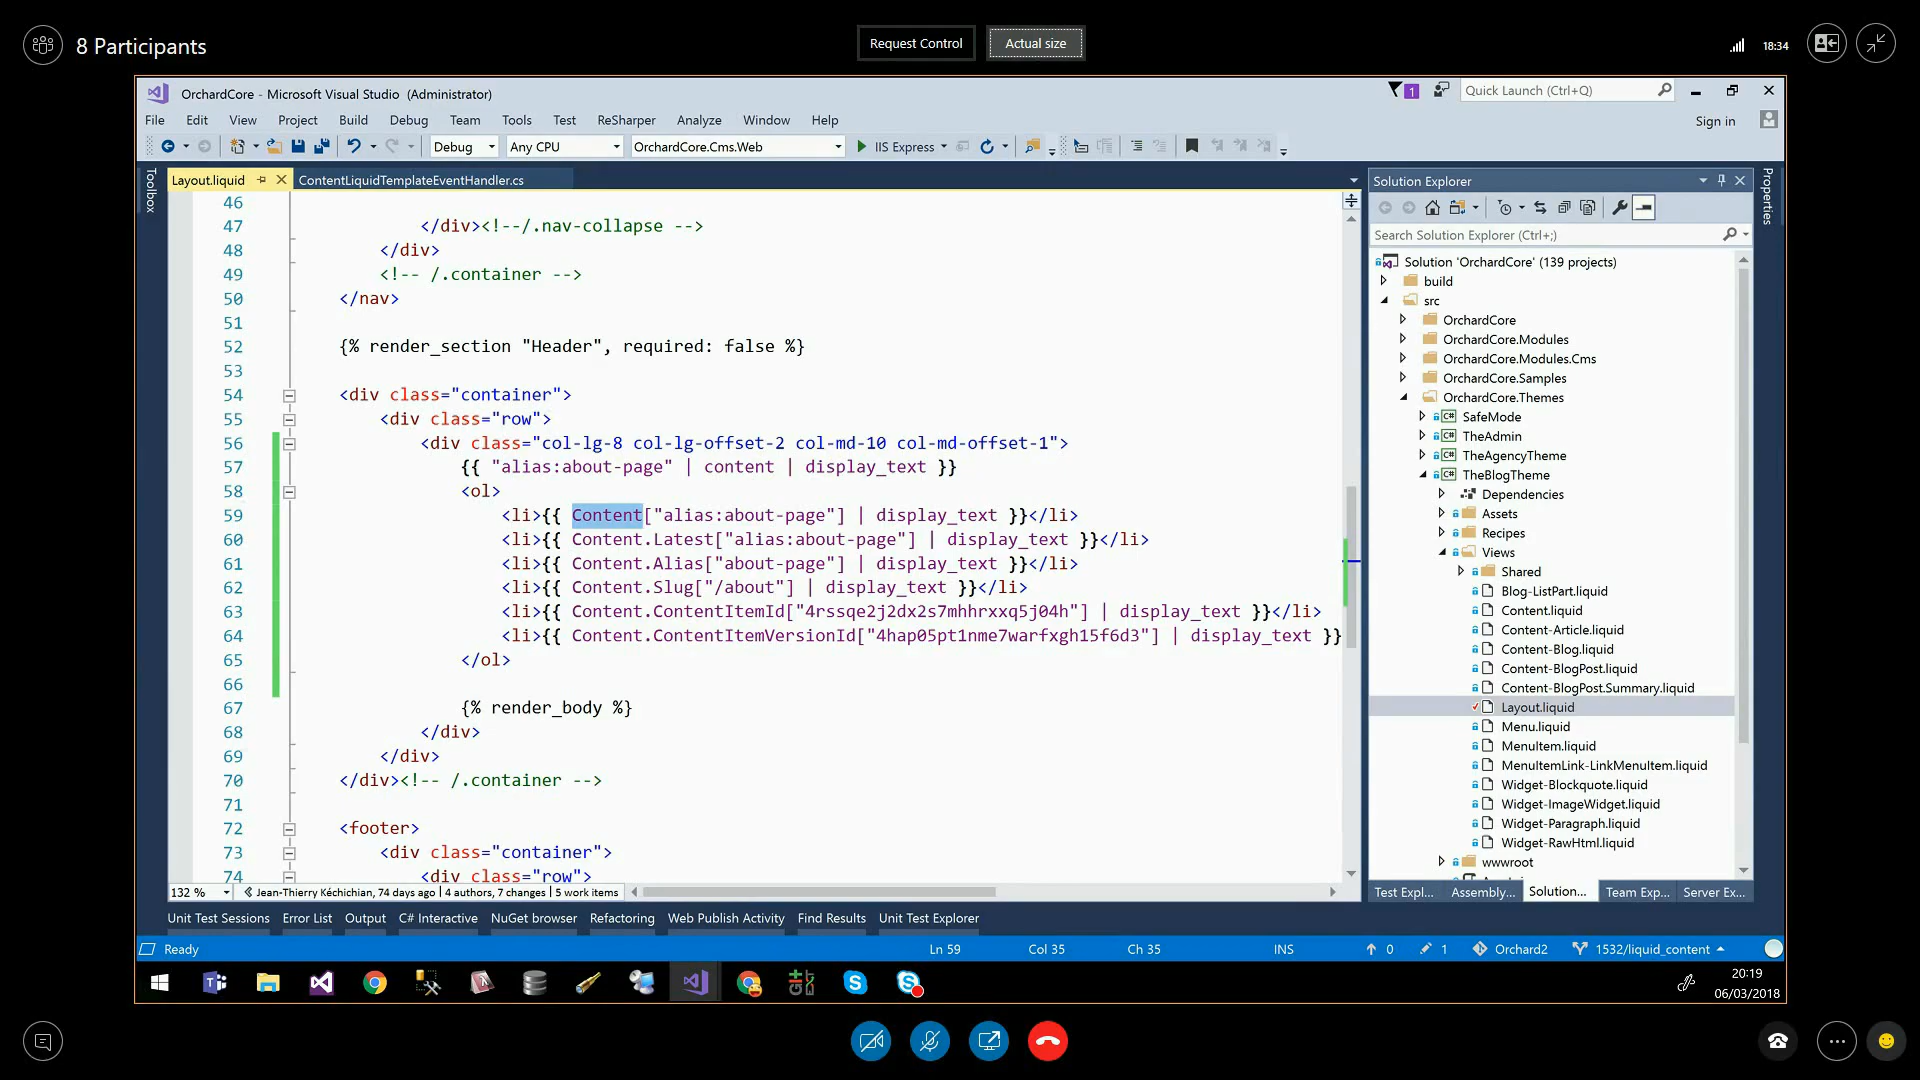 8 Participants
Request Control
Actual size
18:34
OrchardCore - Microsoft Visual Studio (Administrator)
1
Quick Launch (Ctrl+Q)
File Edit View Project Build Debug Team Tools Test ReSharper Analyze Window Help
Sign in
Debug Any CPU OrchardCore.Cms.Web IIS Express
Toolbox
Layout.liquid
ContentLiquidTemplateEventHandler.cs
46
47 </div><!--/.nav-collapse -->
48 </div>
49 <!-- /.container -->
50 </nav>
51
52 {% render_section "Header", required: false %}
53
54 <div class="container">
55 <div class="row">
56 <div class="col-lg-8 col-lg-offset-2 col-md-10 col-md-offset-1">
57 {{ "alias:about-page" | content | display_text }}
58 <ol>
59 <li>{{ Content["alias:about-page"] | display_text }}</li>
60 <li>{{ Content.Latest["alias:about-page"] | display_text }}</li>
61 <li>{{ Content.Alias["about-page"] | display_text }}</li>
62 <li>{{ Content.Slug["/about"] | display_text }}</li>
63 <li>{{ Content.ContentItemId["4rssqe2j2dx2s7mhhrxxq5j04h"] | display_text }}</li>
64 <li>{{ Content.ContentItemVersionId["4hap05pt1nme7warfxgh15f6d3"] | display_text }}
65 </ol>
66
67 {% render_body %}
68 </div>
69 </div>
70 </div><!-- /.container -->
71
72 <footer>
73 <div class="container">
74 <div class="row">
132 %
Jean-Thierry Kéchichian, 74 days ago | 4 authors, 7 changes | 5 work items
Solution Explorer
Properties
Search Solution Explorer (Ctrl+;)
Solution 'OrchardCore' (139 projects)
build
src
OrchardCore
OrchardCore.Modules
OrchardCore.Modules.Cms
OrchardCore.Samples
OrchardCore.Themes
C# SafeMode
C# TheAdmin
C# TheAgencyTheme
C# TheBlogTheme
Dependencies
Assets
Recipes
Views
Shared
Blog-ListPart.liquid
Content.liquid
Content-Article.liquid
Content-Blog.liquid
Content-BlogPost.liquid
Content-BlogPost.Summary.liquid
Layout.liquid
Menu.liquid
MenuItem.liquid
MenuItemLink-LinkMenuItem.liquid
Widget-Blockquote.liquid
Widget-ImageWidget.liquid
Widget-Paragraph.liquid
Widget-RawHtml.liquid
wwwroot
Test Expl... Assembly... Solution... Team Exp... Server Ex...
Unit Test Sessions Error List Output C# Interactive NuGet browser Refactoring Web Publish Activity Find Results Unit Test Explorer
Ready Ln 59 Col 35 Ch 35 INS 0 1 Orchard2 1532/liquid_content
20:19
06/03/2018